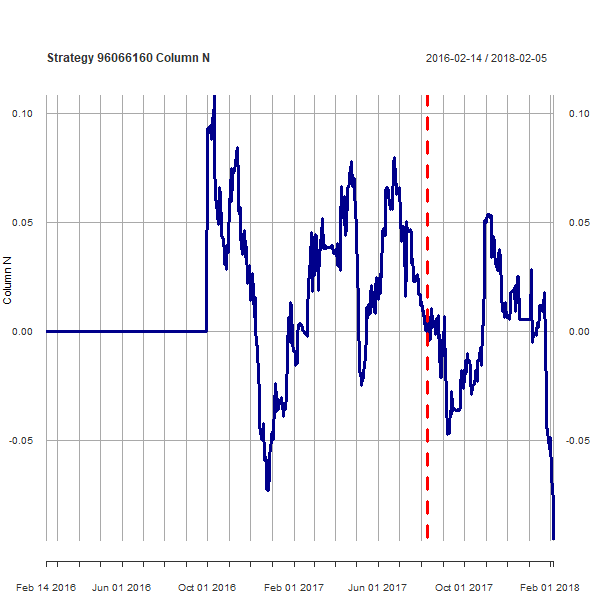 Strategy 96066160 Column N
2016-02-14 / 2018-02-05
Column N
0.10
0.05
0.00
-0.05
0.10
0.05
0.00
-0.05
Feb 14 2016
Jun 01 2016
Oct 01 2016
Feb 01 2017
Jun 01 2017
Oct 01 2017
Feb 01 2018